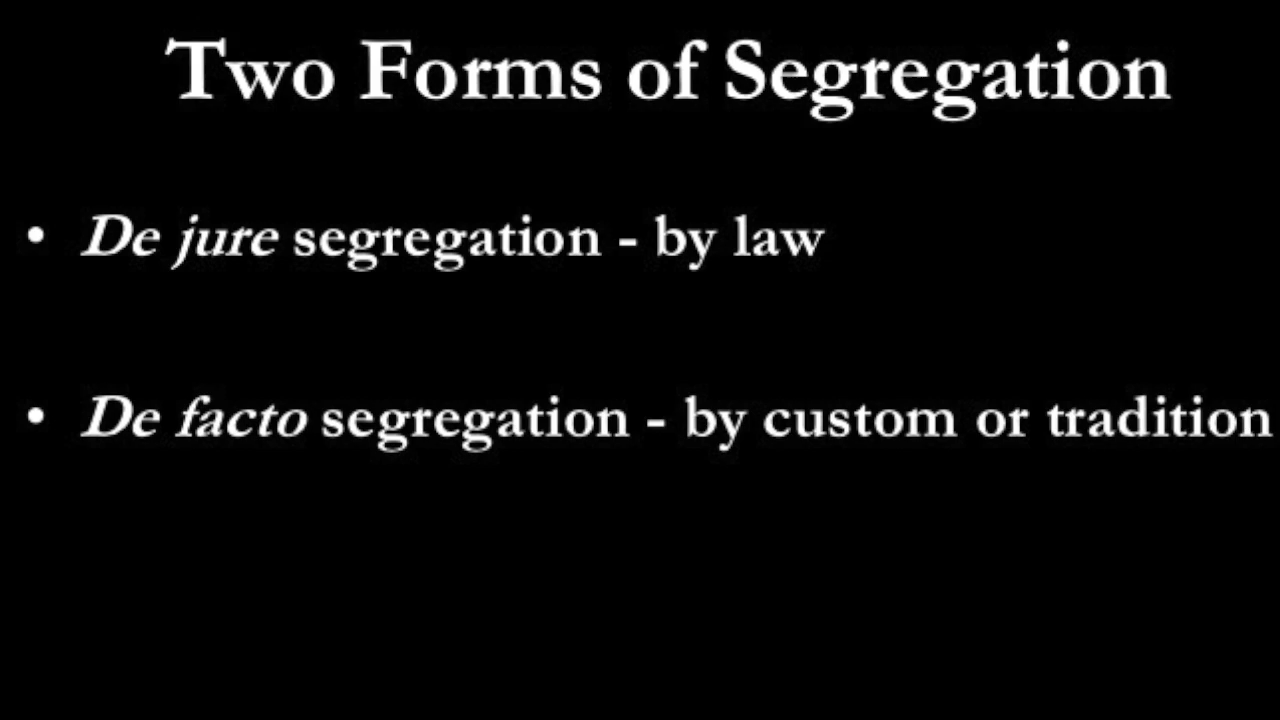 Two Forms of Segregation
• De jure segregation - by law
• De facto segregation - by custom or tradition